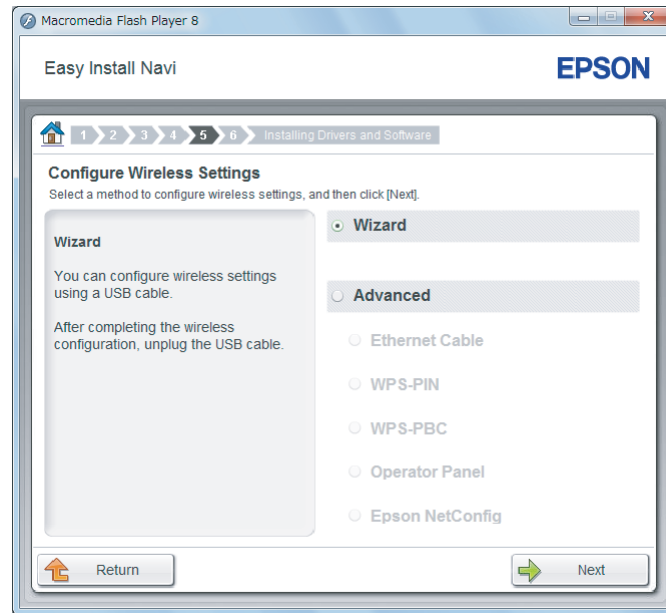 Macromedia Flash Player 8
Easy Install Navi
EPSON
1 2 3 4 5 6 Installing Drivers and Software
Configure Wireless Settings
Select a method to configure wireless settings, and then click [Next].
Wizard
You can configure wireless settings
using a USB cable.
After completing the wireless
configuration, unplug the USB cable.
Wizard
Advanced
Ethernet Cable
WPS-PIN
WPS-PBC
Operator Panel
Epson NetConfig
Return
Next